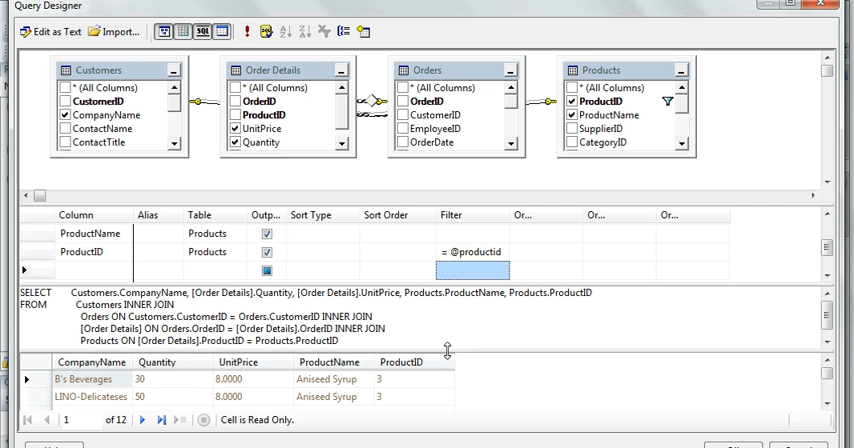 Query Designer
Edit as Text Import... SQL
Customers
* (All Columns)
CustomerID
CompanyName
ContactName
ContactTitle
Order Details
* (All Columns)
OrderID
ProductID
UnitPrice
Quantity
Orders
* (All Columns)
OrderID
CustomerID
EmployeeID
OrderDate
Products
* (All Columns)
ProductID
ProductName
SupplierID
CategoryID
Column Alias Table Outp... Sort Type Sort Order Filter Or... Or... Or...
ProductName Products
ProductID Products = @productid
SELECT Customers.CompanyName, [Order Details].Quantity, [Order Details].UnitPrice, Products.ProductName, Products.ProductID
FROM Customers INNER JOIN
Orders ON Customers.CustomerID = Orders.CustomerID INNER JOIN
[Order Details] ON Orders.OrderID = [Order Details].OrderID INNER JOIN
Products ON [Order Details].ProductID = Products.ProductID
CompanyName Quantity UnitPrice ProductName ProductID
B's Beverages 30 8.0000 Aniseed Syrup 3
LINO-Delicateses 50 8.0000 Aniseed Syrup 3
1 of 12 Cell is Read Only.